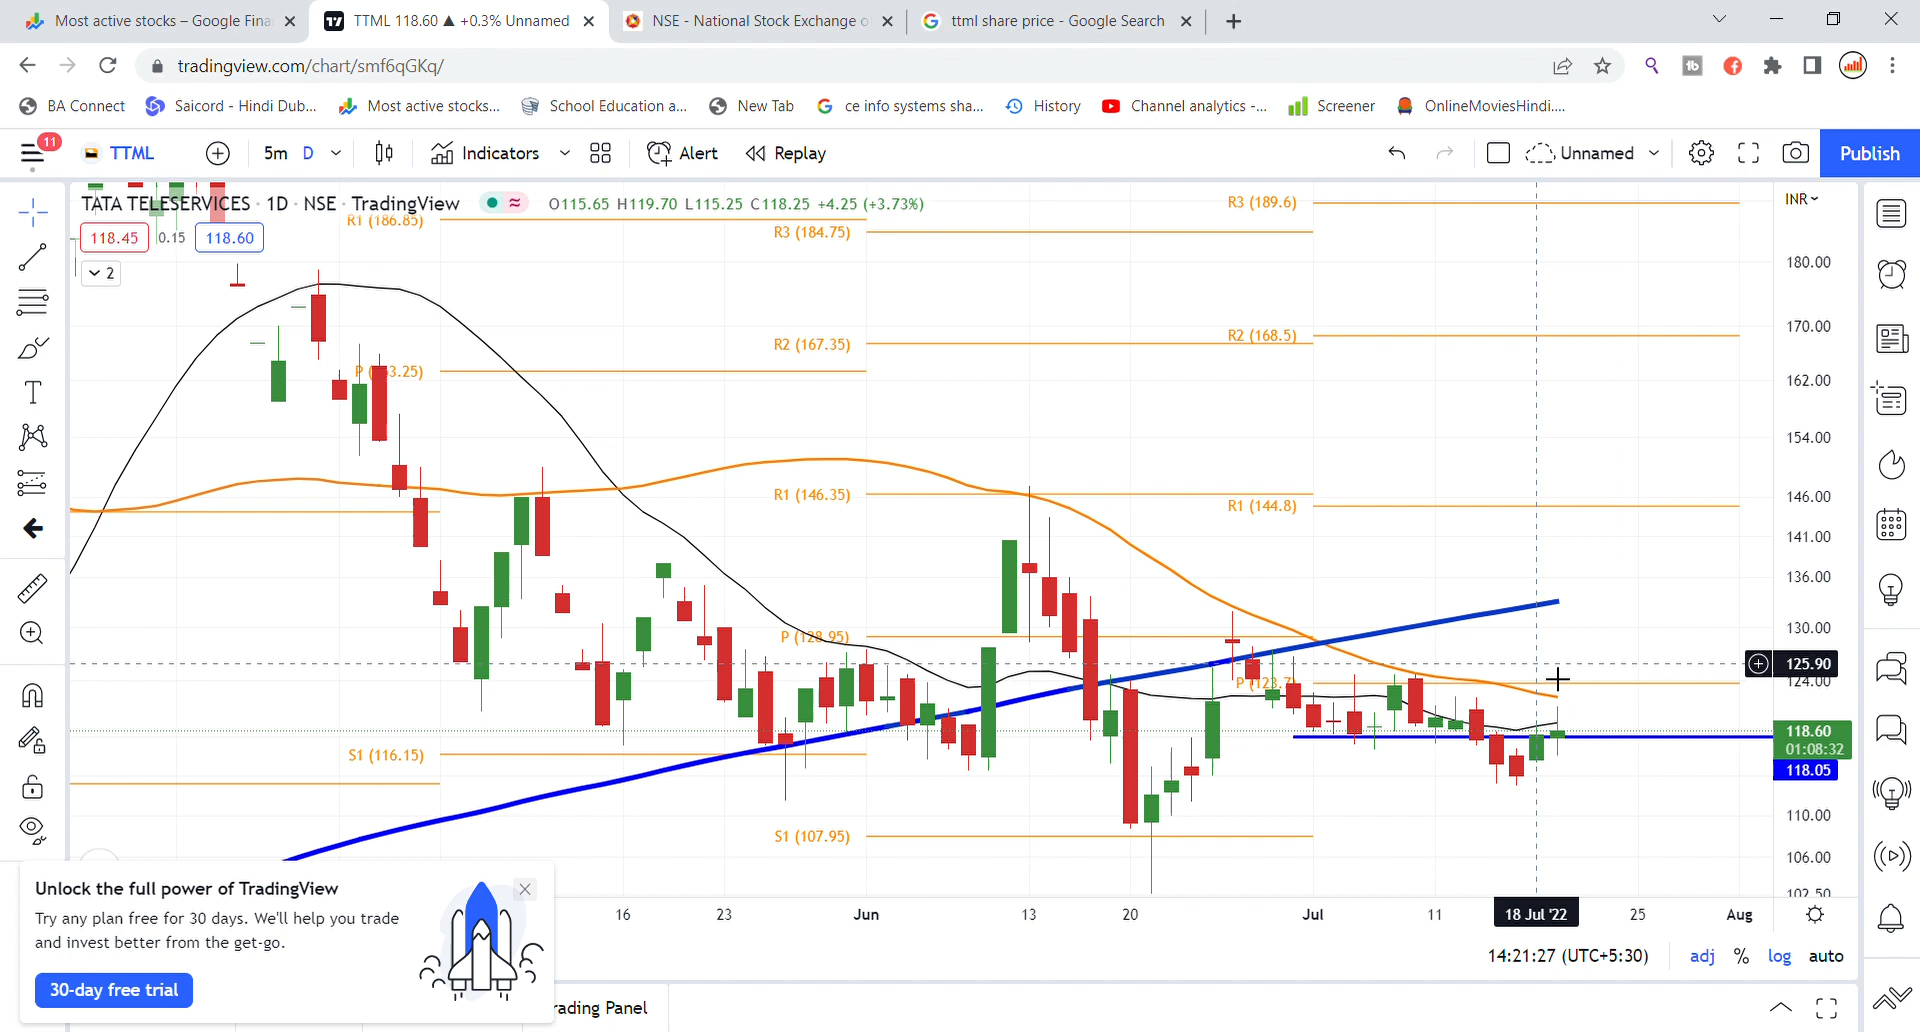 Most active stocks – Google Fina
TTML 118.60 ▲ +0.3% Unnamed
NSE - National Stock Exchange o
ttml share price - Google Search
tradingview.com/chart/smf6qGKq/
BA Connect
Saicord - Hindi Dub...
Most active stocks...
School Education a...
New Tab
ce info systems sha...
History
Channel analytics -...
Screener
OnlineMoviesHindi....
11
TTML
5m D
Indicators
Alert
Replay
Unnamed
Publish
TATA TELESERVICES · 1D · NSE · TradingView
O115.65 H119.70 L115.25 C118.25 +4.25 (+3.73%)
INR
118.45 0.15 118.60
2
R1 (186.85)
R3 (184.75)
R3 (189.6)
180.00
170.00
R2 (167.35)
R2 (168.5)
162.00
154.00
R1 (146.35)
R1 (144.8)
146.00
141.00
136.00
P (128.95)
130.00
125.90
P (123.7)
124.00
118.60
01:08:32
118.05
S1 (116.15)
110.00
S1 (107.95)
106.00
102.50
16 23 Jun 13 20 Jul 11 18 Jul '22 25 Aug
Unlock the full power of TradingView
Try any plan free for 30 days. We'll help you trade
and invest better from the get-go.
30-day free trial
14:21:27 (UTC+5:30)
adj % log auto
rading Panel